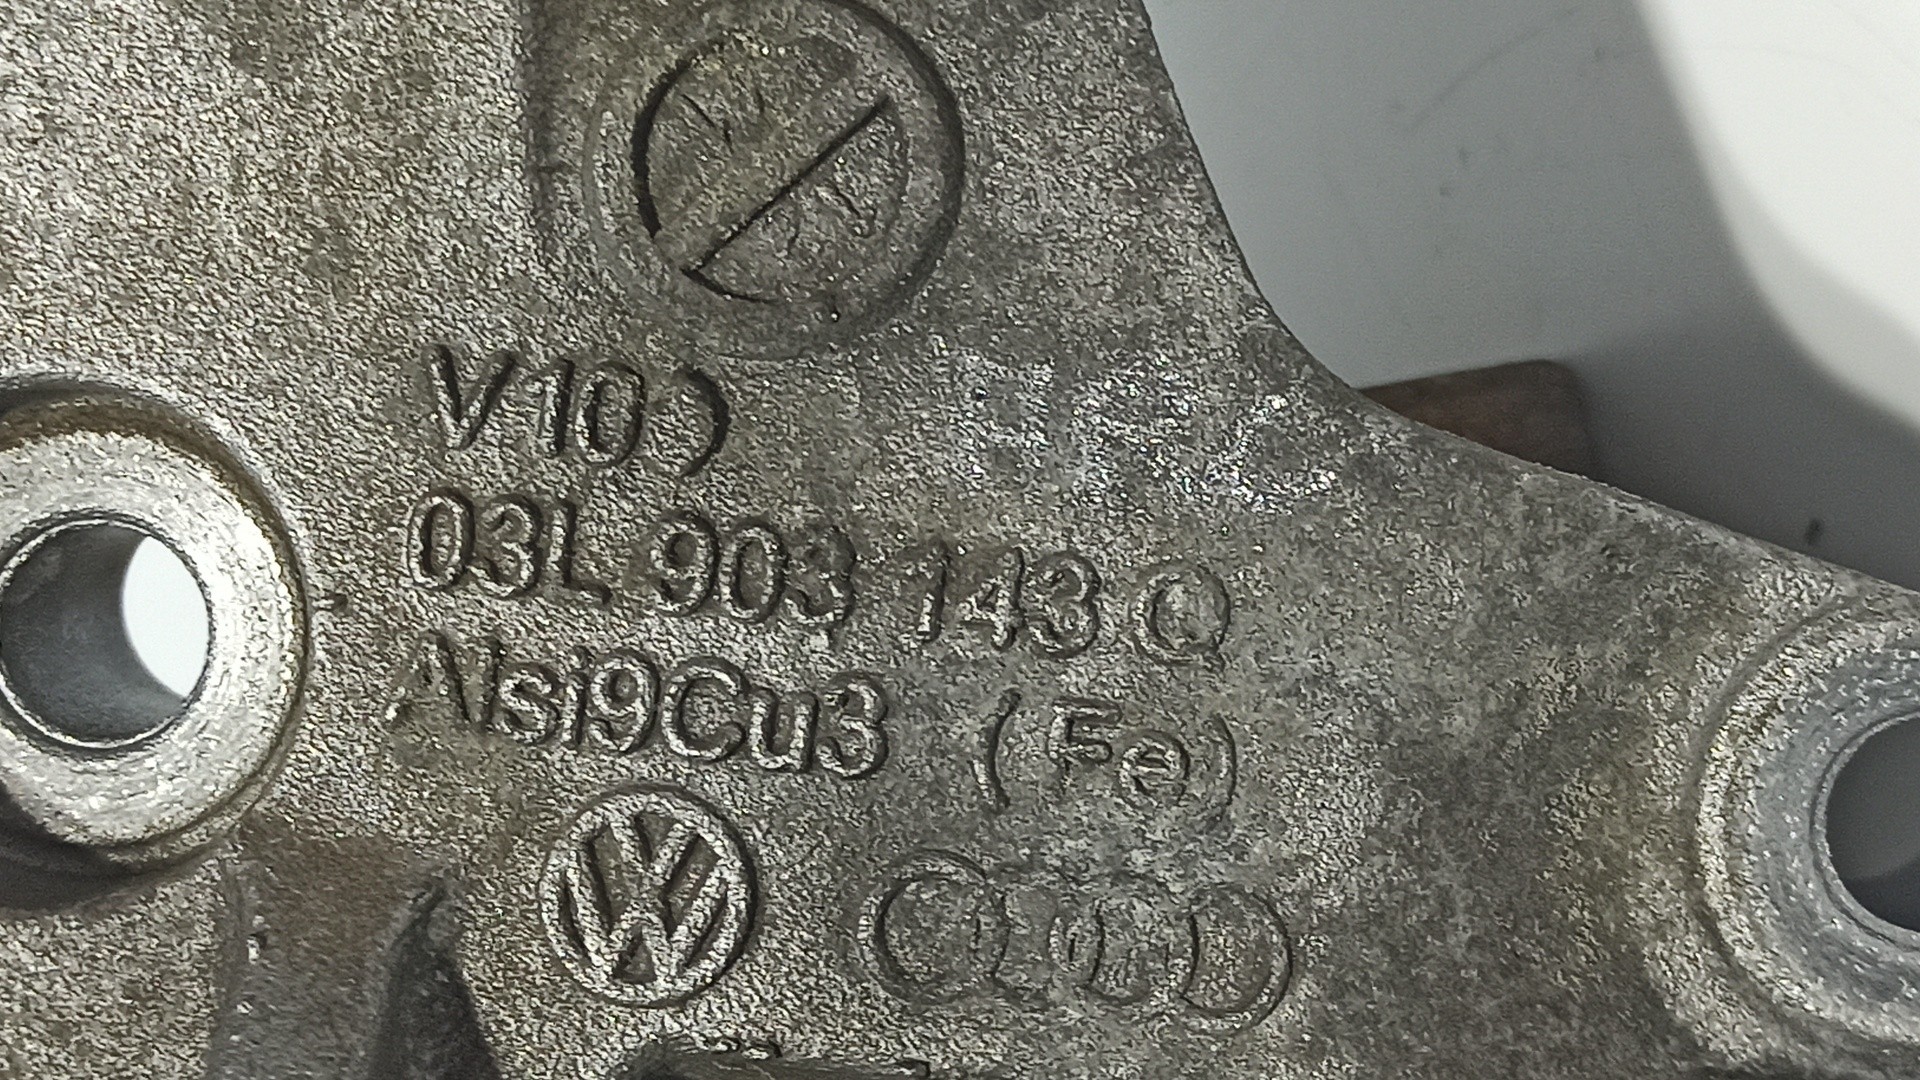 V10
03L 903 143 Q
Alsi9Cu3 (Fe)